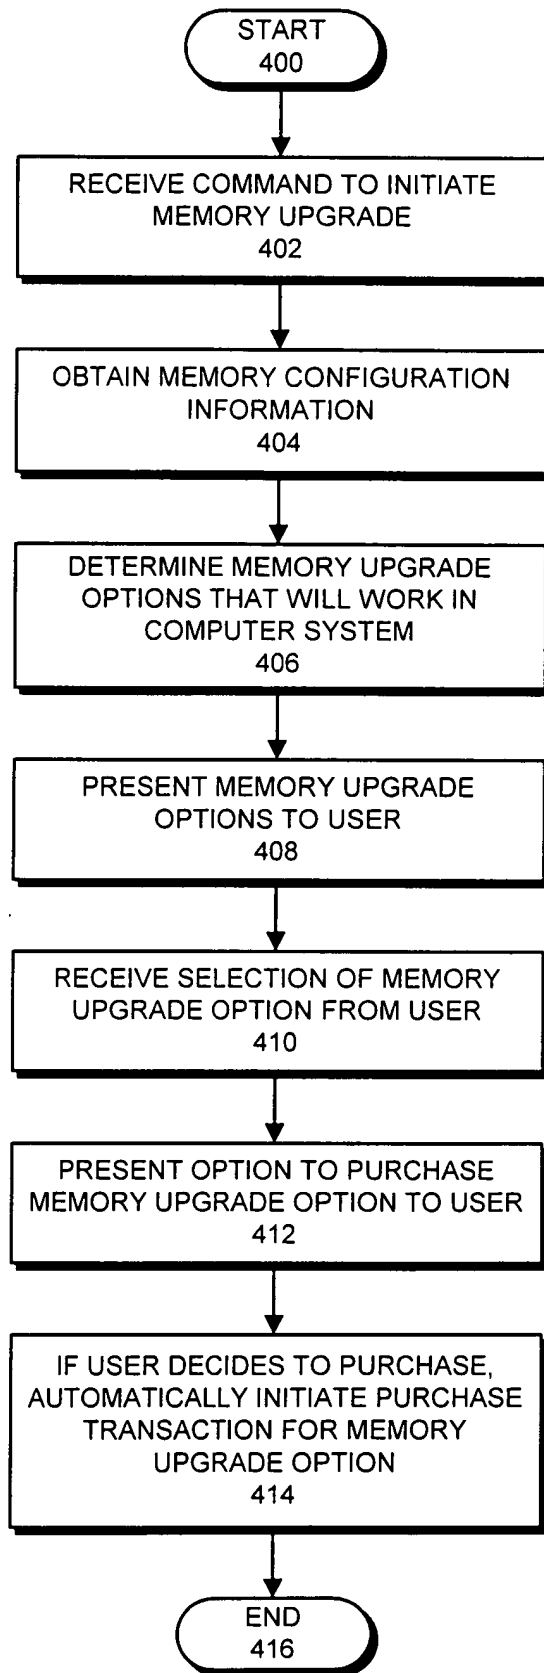 START
400
RECEIVE COMMAND TO INITIATE
MEMORY UPGRADE
402
OBTAIN MEMORY CONFIGURATION
INFORMATION
404
DETERMINE MEMORY UPGRADE
OPTIONS THAT WILL WORK IN
COMPUTER SYSTEM
406
PRESENT MEMORY UPGRADE
OPTIONS TO USER
408
RECEIVE SELECTION OF MEMORY
UPGRADE OPTION FROM USER
410
PRESENT OPTION TO PURCHASE
MEMORY UPGRADE OPTION TO USER
412
IF USER DECIDES TO PURCHASE,
AUTOMATICALLY INITIATE PURCHASE
TRANSACTION FOR MEMORY
UPGRADE OPTION
414
END
416